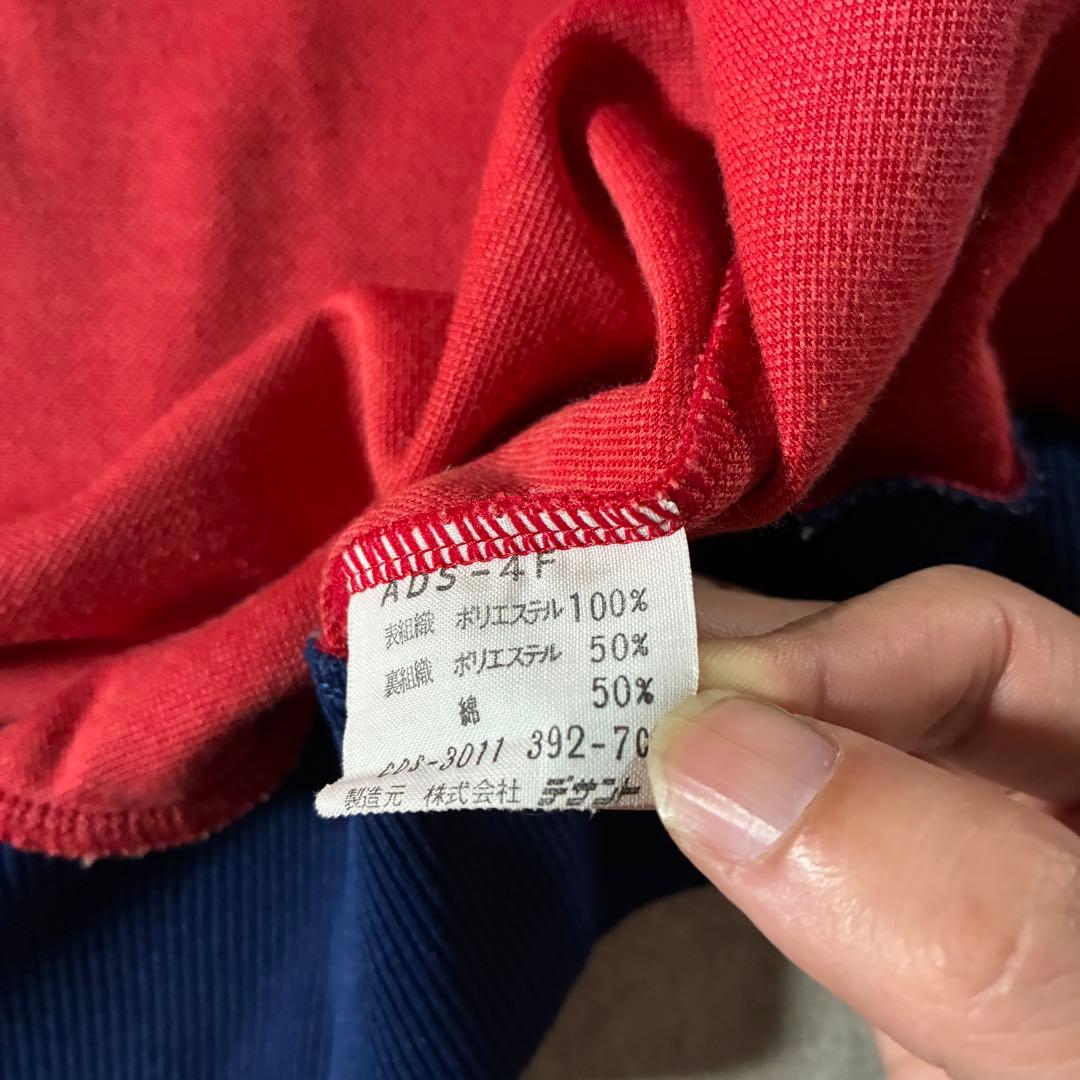 ADS-4F
表組織 ポリエステル100%
裏組織 ポリエステル 50%
綿 50%
392-7
製造元 株式会社 デサント